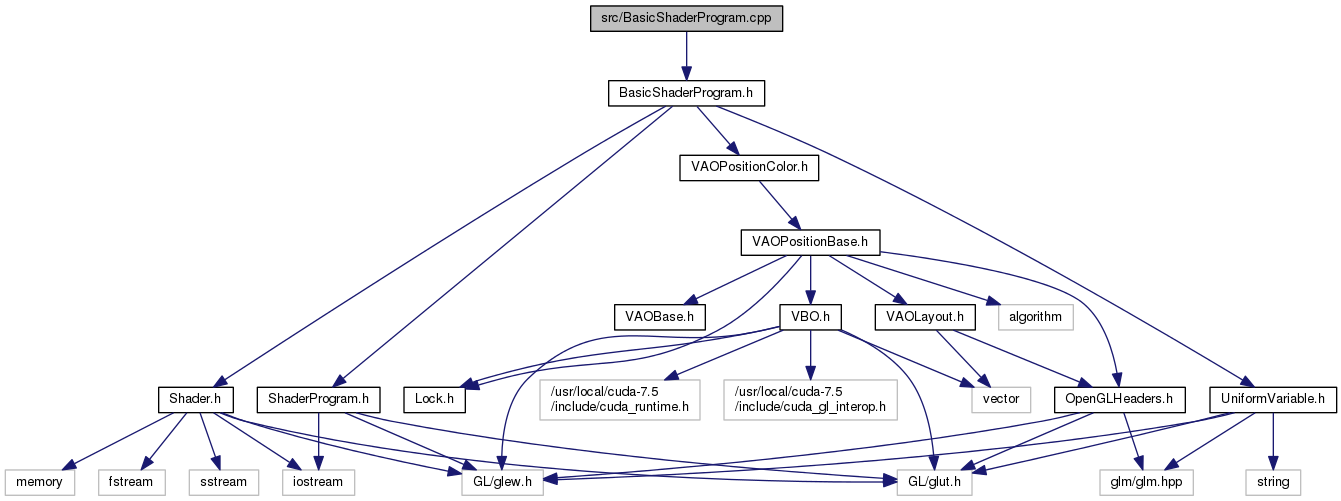 src/BasicShaderProgram.cpp
BasicShaderProgram.h
VAOPositionColor.h
VAOPositionBase.h
VAOBase.h
VBO.h
VAOLayout.h
algorithm
Shader.h
ShaderProgram.h
Lock.h
/usr/local/cuda-7.5
/include/cuda_runtime.h
/usr/local/cuda-7.5
/include/cuda_gl_interop.h
vector
OpenGLHeaders.h
UniformVariable.h
memory
fstream
sstream
iostream
GL/glew.h
GL/glut.h
glm/glm.hpp
string